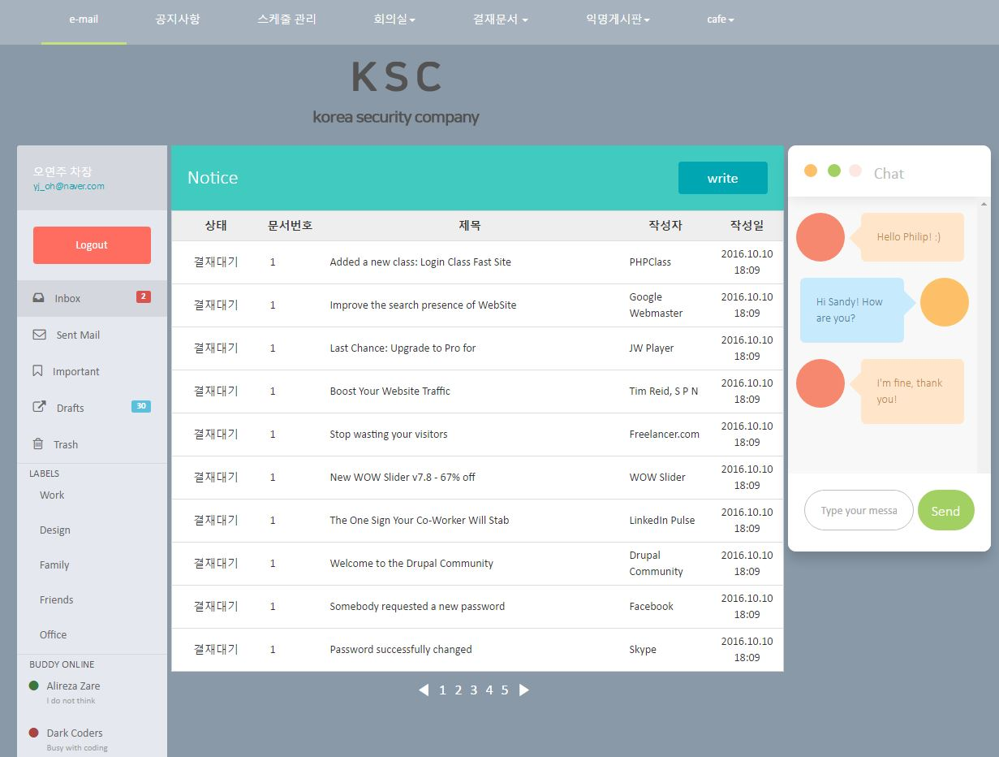 e-mail 공지사항 스케줄 관리 회의실 결재문서 익명게시판 cafe
KSC
korea security company
오연주 차장
yj_oh@naver.com
Logout
Inbox 2
Sent Mail
Important
Drafts 30
Trash
LABELS
Work
Design
Family
Friends
Office
BUDDY ONLINE
Alireza Zare
I do not think
Dark Coders
Busy with coding
Notice write
상태 문서번호 제목 작성자 작성일
결재대기 1 Added a new class: Login Class Fast Site PHPClass 2016.10.10
18:09
결재대기 1 Improve the search presence of WebSite Google
Webmaster 2016.10.10
18:09
결재대기 1 Last Chance: Upgrade to Pro for JW Player 2016.10.10
18:09
결재대기 1 Boost Your Website Traffic Tim Reid, S P N 2016.10.10
18:09
결재대기 1 Stop wasting your visitors Freelancer.com 2016.10.10
18:09
결재대기 1 New WOW Slider v7.8 - 67% off WOW Slider 2016.10.10
18:09
결재대기 1 The One Sign Your Co-Worker Will Stab LinkedIn Pulse 2016.10.10
18:09
결재대기 1 Welcome to the Drupal Community Drupal
Community 2016.10.10
18:09
결재대기 1 Somebody requested a new password Facebook 2016.10.10
18:09
결재대기 1 Password successfully changed Skype 2016.10.10
18:09
◀ 1 2 3 4 5 ▶
Chat
Hello Philip! :)
Hi Sandy! How
are you?
I'm fine, thank
you!
Type your messa Send